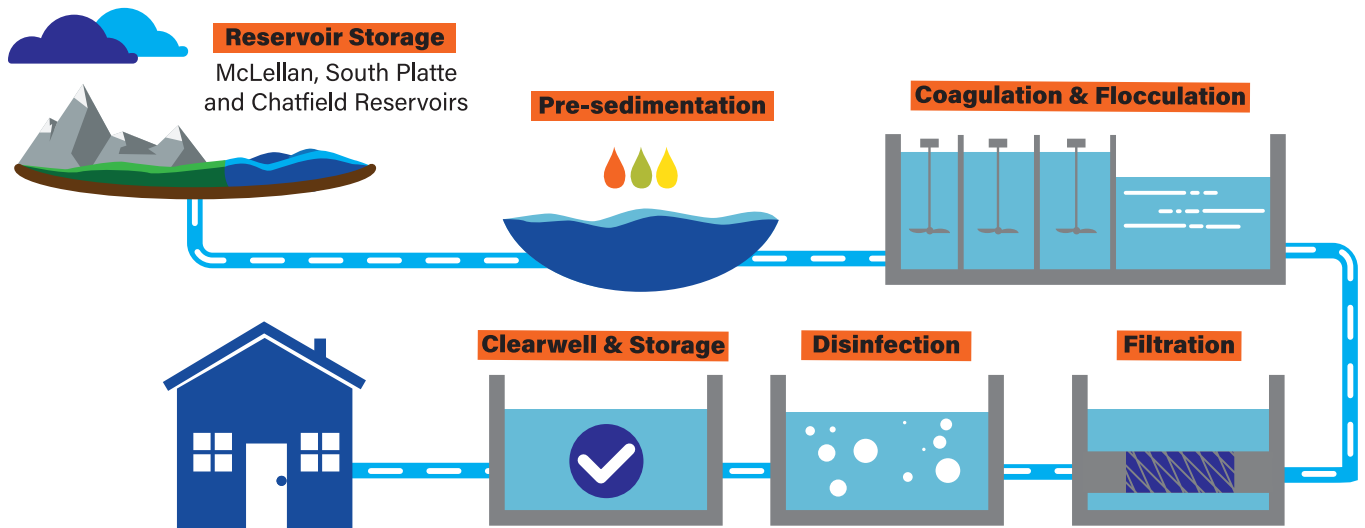 Reservoir Storage
McLellan, South Platte
and Chatfield Reservoirs
Pre-sedimentation
Coagulation & Flocculation
Clearwell & Storage
Disinfection
Filtration